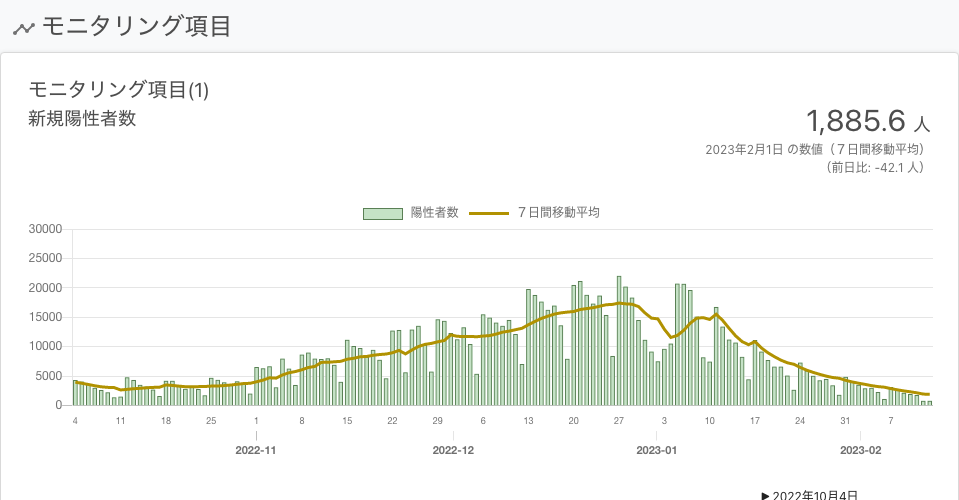 モニタリング項目
モニタリング項目(1)
新規陽性者数
1,885.6 人
2023年2月1日 の数値（７日間移動平均）
（前日比: -42.1 人）
陽性者数 ７日間移動平均
30000
25000
20000
15000
10000
5000
0
4 11 18 25 1 8 15 22 29 6 13 20 27 3 10 17 24 31 7
2022-11 2022-12 2023-01 2023-02
▶ 2022年10月4日